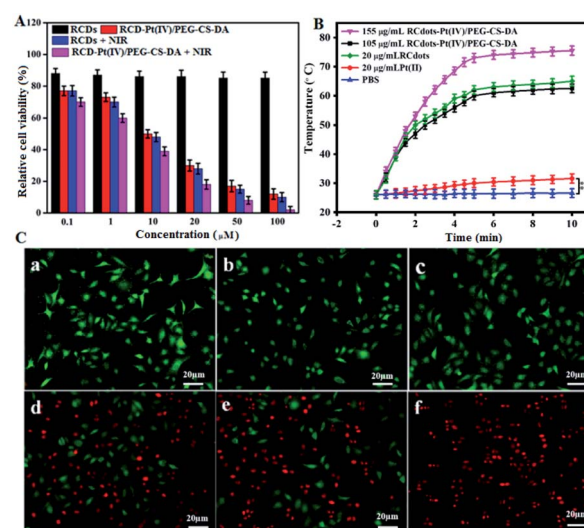 A
RCDs RCD-Pt(IV)/PEG-CS-DA
RCDs + NIR
RCD-Pt(IV)/PEG-CS-DA + NIR
Relative cell viability (%)
120
100
80
60
40
20
0
0.1 1 10 20 50 100
Concentration (μM)
B
155 μg/mL RCdots-Pt(IV)/PEG-CS-DA
105 μg/mL RCdots-Pt(IV)/PEG-CS-DA
20 μg/mLRCdots
20 μg/mLPt(II)
PBS
Temperature (°C)
90
80
70
60
50
40
30
20
**
0 2 4 6 8 10
Time (min)
C
a
20μm
b
20μm
c
20μm
d
20μm
e
20μm
f
20μm